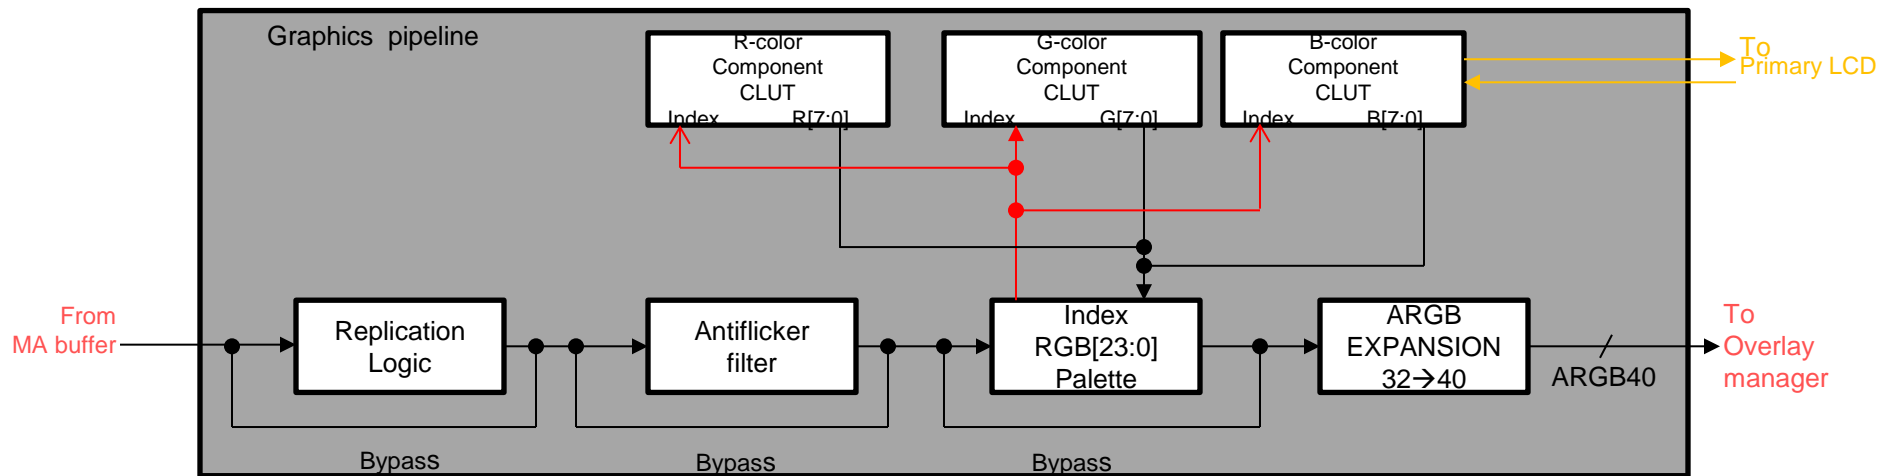 Graphics pipeline
R-color
Component
CLUT
Index R[7:0]
G-color
Component
CLUT
Index G[7:0]
B-color
Component
CLUT
Index B[7:0]
To
Primary LCD
From
MA buffer
Replication
Logic
Antiflicker
filter
Index
RGB[23:0]
Palette
ARGB
EXPANSION
32→40
ARGB40
To
Overlay
manager
Bypass
Bypass
Bypass